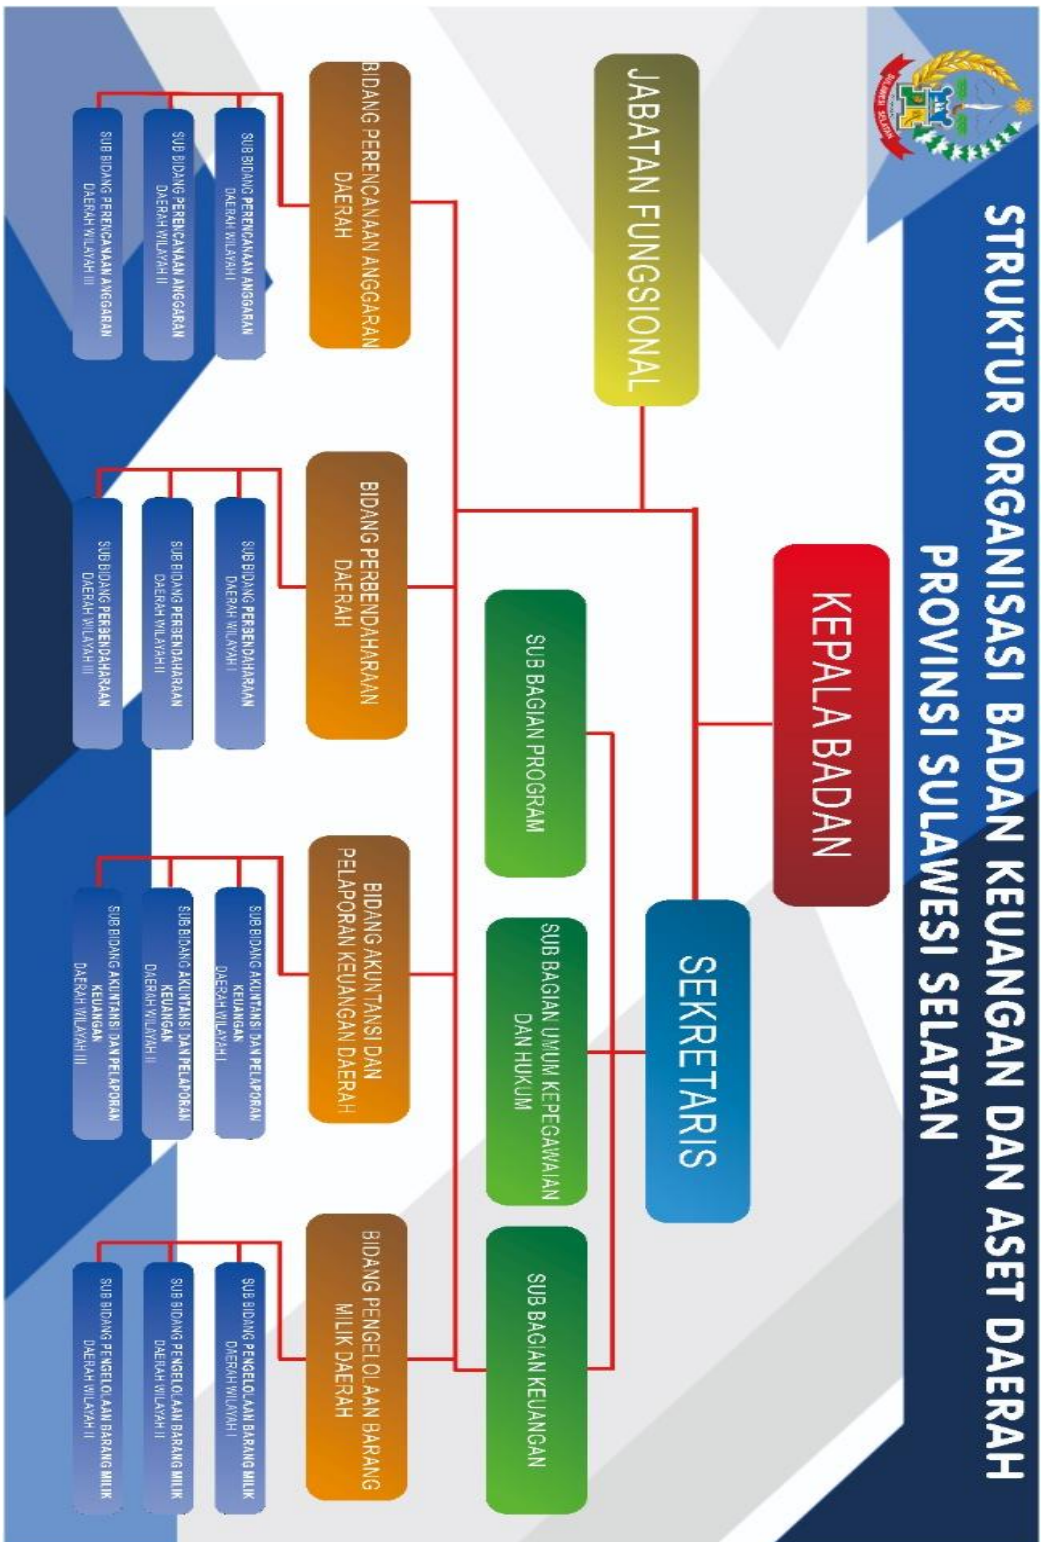 SULAWESI SELATAN
STRUKTUR ORGANISASI BADAN KEUANGAN DAN ASET DAERAH
PROVINSI SULAWESI SELATAN
KEPALA BADAN
JABATAN FUNGSIONAL
SEKRETARIS
SUB BAGIAN PROGRAM
SUB BAGIAN UMUM KEPEGAWAIAN
DAN HUKUM
SUB BAGIAN KEUANGAN
BIDANG PERENCANAAN ANGGARAN
DAERAH
SUB BIDANG PERENCANAAN ANGGARAN
DAERAH WILAYAH I
SUB BIDANG PERENCANAAN ANGGARAN
DAERAH WILAYAH II
SUB BIDANG PERENCANAAN ANGGARAN
DAERAH WILAYAH III
BIDANG PERBENDAHARAAN
DAERAH
SUB BIDANG PERBENDAHARAAN
DAERAH WILAYAH I
SUB BIDANG PERBENDAHARAAN
DAERAH WILAYAH II
SUB BIDANG PERBENDAHARAAN
DAERAH WILAYAH III
BIDANG AKUNTANSI DAN
PELAPORAN KEUANGAN DAERAH
SUB BIDANG AKUNTANSI DAN PELAPORAN
KEUANGAN
DAERAH WILAYAH I
SUB BIDANG AKUNTANSI DAN PELAPORAN
KEUANGAN
DAERAH WILAYAH II
SUB BIDANG AKUNTANSI DAN PELAPORAN
KEUANGAN
DAERAH WILAYAH III
BIDANG PENGELOLAAN BARANG
MILIK DAERAH
SUB BIDANG PENGELOLAAN BARANG MILIK
DAERAH WILAYAH I
SUB BIDANG PENGELOLAAN BARANG MILIK
DAERAH WILAYAH II
SUB BIDANG PENGELOLAAN BARANG MILIK
DAERAH WILAYAH II